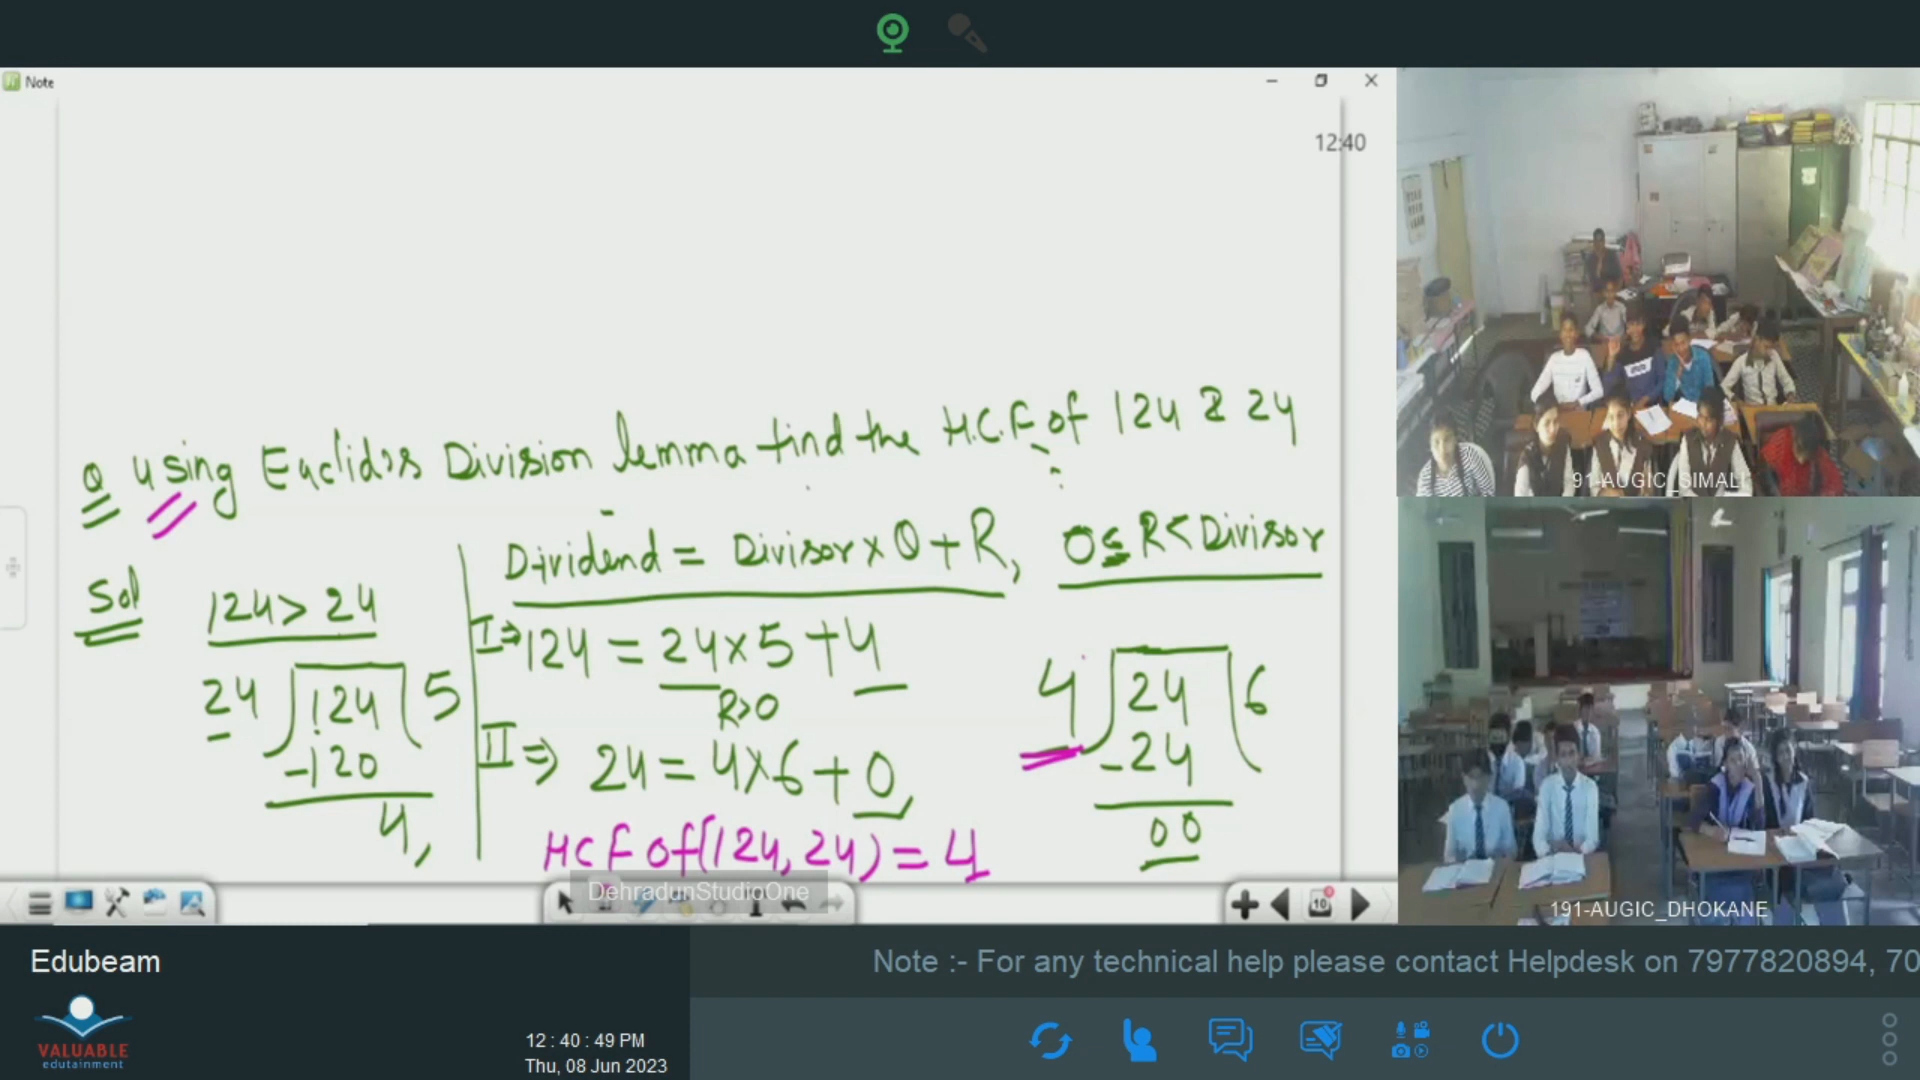 Note
12:40
Q Using Euclid's Division lemma find the H.C.F of 124 & 24
Sol
124 > 24
Dividend = Divisor × Q + R, 0 ≤ R < Divisor
I ⇒ 124 = 24 × 5 + 4
R>0
24 ) 124 ( 5
-120
4,
II ⇒ 24 = 4 × 6 + 0,
HCF of (124, 24) = 4
4 ) 24 ( 6
-24
00
DehradunStudioOne
10
91-AUGIC_SIMALI
191-AUGIC_DHOKANE
Edubeam
VALUABLE
edutainment
12 : 40 : 49 PM
Thu, 08 Jun 2023
Note :- For any technical help please contact Helpdesk on 7977820894, 70